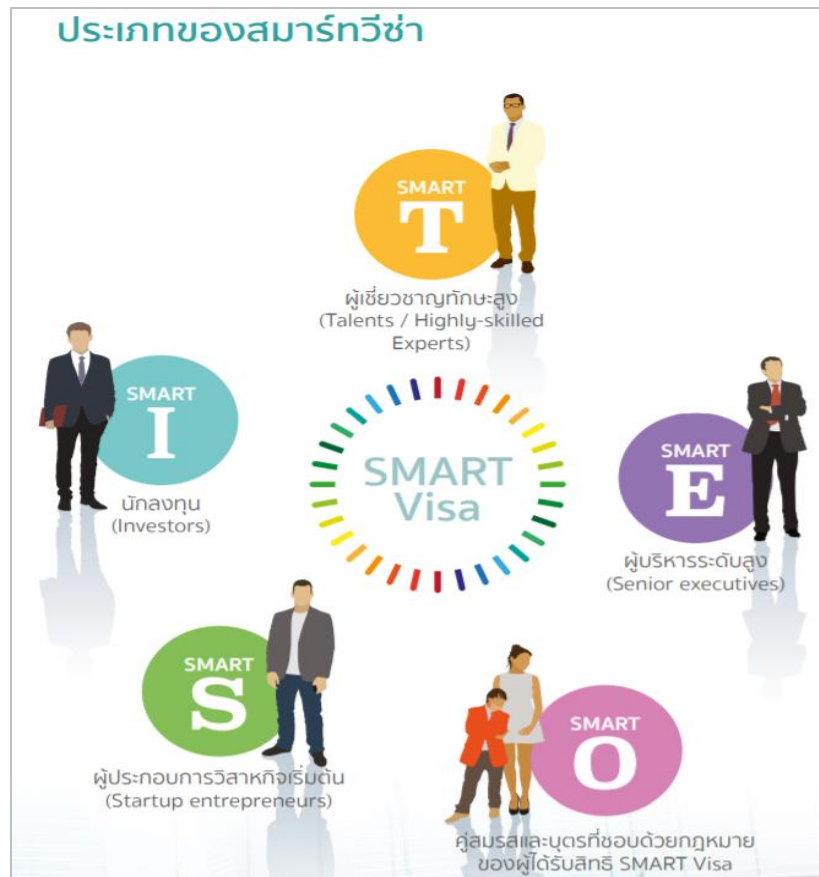 ประเภทของสมาร์ทวีซ่า
SMART
T
ผู้เชี่ยวชาญทักษะสูง
(Talents / Highly-skilled
Experts)
SMART
I
นักลงทุน
(Investors)
SMART
Visa
SMART
E
ผู้บริหารระดับสูง
(Senior executives)
SMART
S
ผู้ประกอบการวิสาหกิจเริ่มต้น
(Startup entrepreneurs)
SMART
O
คู่สมรสและบุตรที่ชอบด้วยกฎหมาย
ของผู้ได้รับสิทธิ SMART Visa